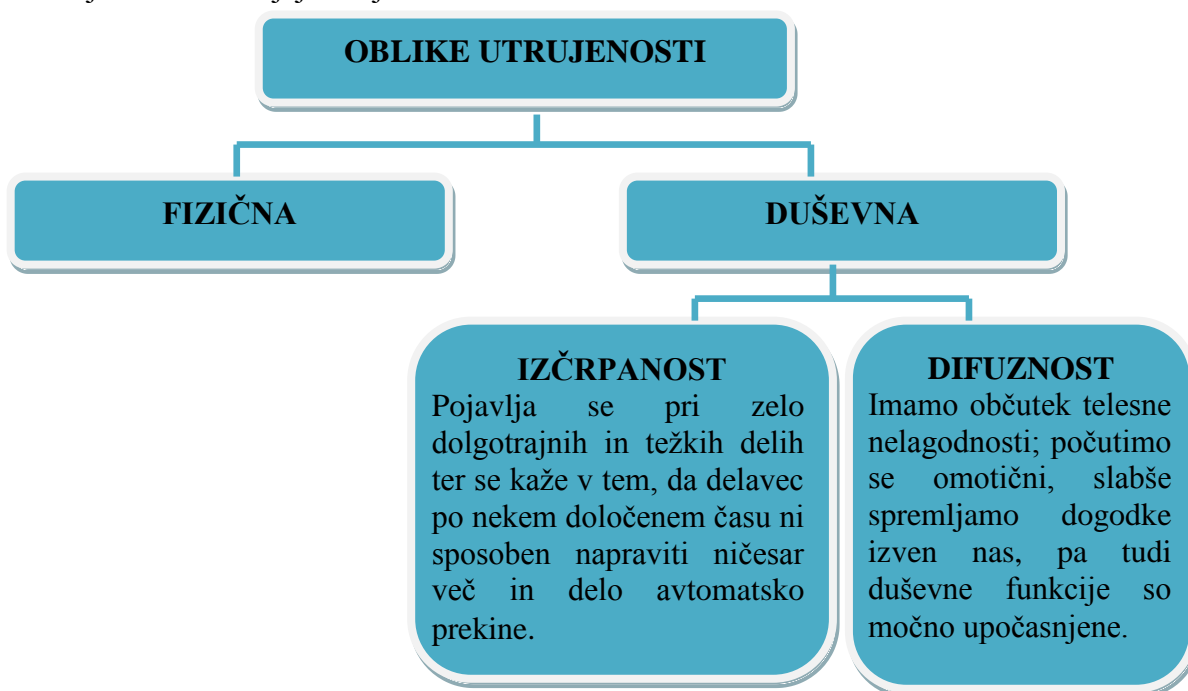 OBLIKE UTRUJENOSTI
FIZIČNA
DUŠEVNA
IZČRPANOST
Pojavlja se pri zelo
dolgotrajnih in težkih delih
ter se kaže v tem, da delavec
po nekem določenem času ni
sposoben napraviti ničesar
več in delo avtomatsko
prekine.
DIFUZNOST
Imamo občutek telesne
nelagodnosti; počutimo
se omotični, slabše
spremljamo dogodke
izven nas, pa tudi
duševne funkcije so
močno upočasnjene.